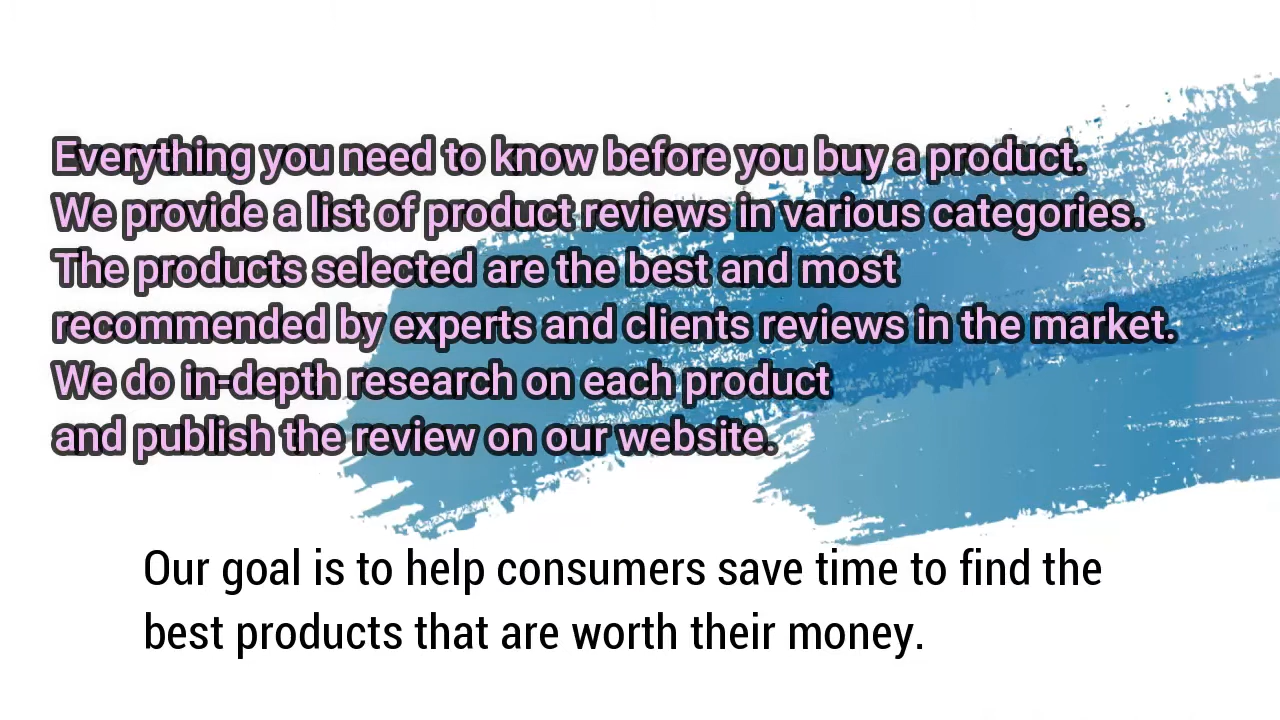 Everything you need to know before you buy a product.
We provide a list of product reviews in various categories.
The products selected are the best and most
recommended by experts and clients reviews in the market.
We do in-depth research on each product
and publish the review on our website.
Our goal is to help consumers save time to find the
best products that are worth their money.